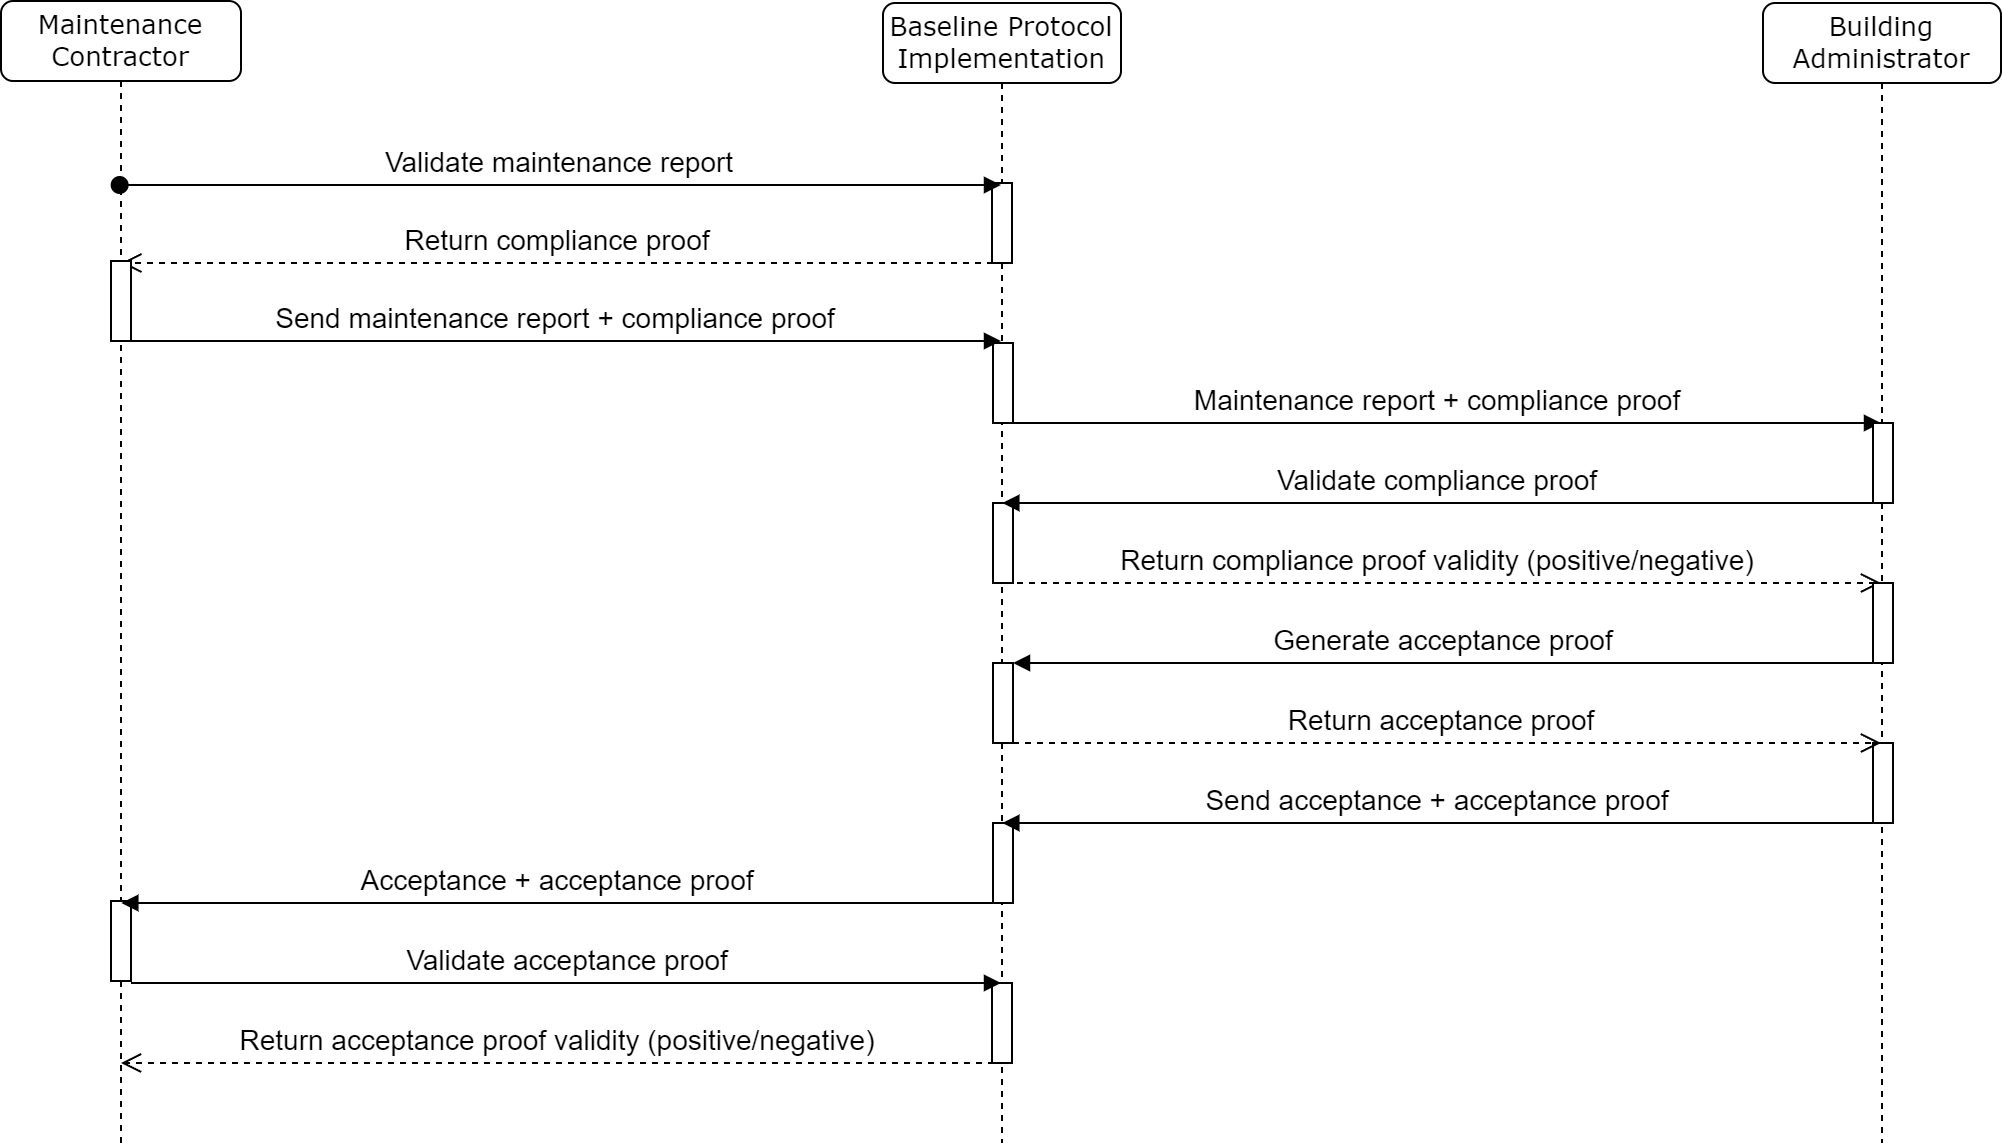 Maintenance
Contractor
Baseline Protocol
Implementation
Building
Administrator
Validate maintenance report
Return compliance proof
Send maintenance report + compliance proof
Maintenance report + compliance proof
Validate compliance proof
Return compliance proof validity (positive/negative)
Generate acceptance proof
Return acceptance proof
Send acceptance + acceptance proof
Acceptance + acceptance proof
Validate acceptance proof
Return acceptance proof validity (positive/negative)